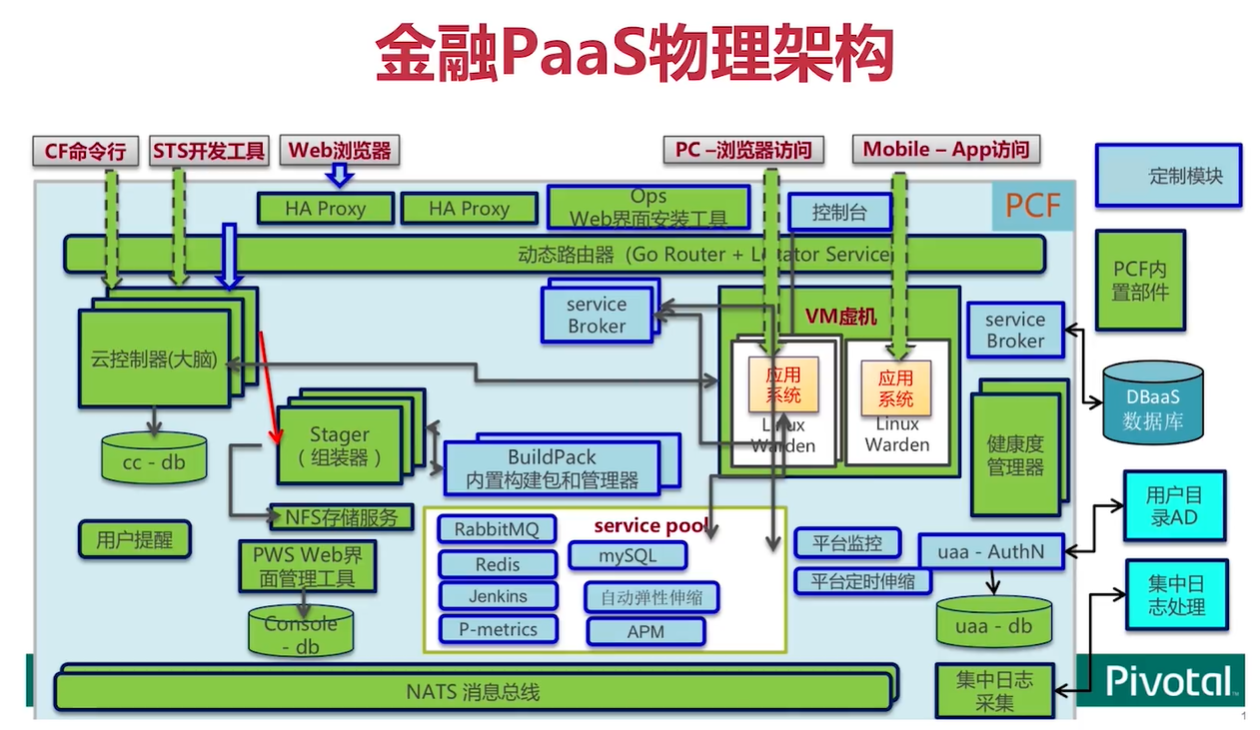 金融PaaS物理架构
CF命令行
STS开发工具
Web浏览器
PC –浏览器访问
Mobile – App访问
定制模块
HA Proxy
HA Proxy
Ops
Web界面安装工具
控制台
PCF
动态路由器 (Go Router + Locator Service)
PCF内
置部件
service
Broker
VM虚机
service
Broker
云控制器(大脑)
应用
系统
Linux
Warden
应用
系统
Linux
Warden
DBaaS
数据库
Stager
（组装器）
cc - db
BuildPack
内置构建包和管理器
健康度
管理器
NFS存储服务
用户提醒
PWS Web界
面管理工具
Console
- db
service pool
RabbitMQ
mySQL
Redis
Jenkins
自动弹性伸缩
P-metrics
APM
平台监控
平台定时伸缩
uaa - AuthN
uaa - db
用户目
录AD
集中日
志处理
NATS 消息总线
集中日志
采集
Pivotal
1